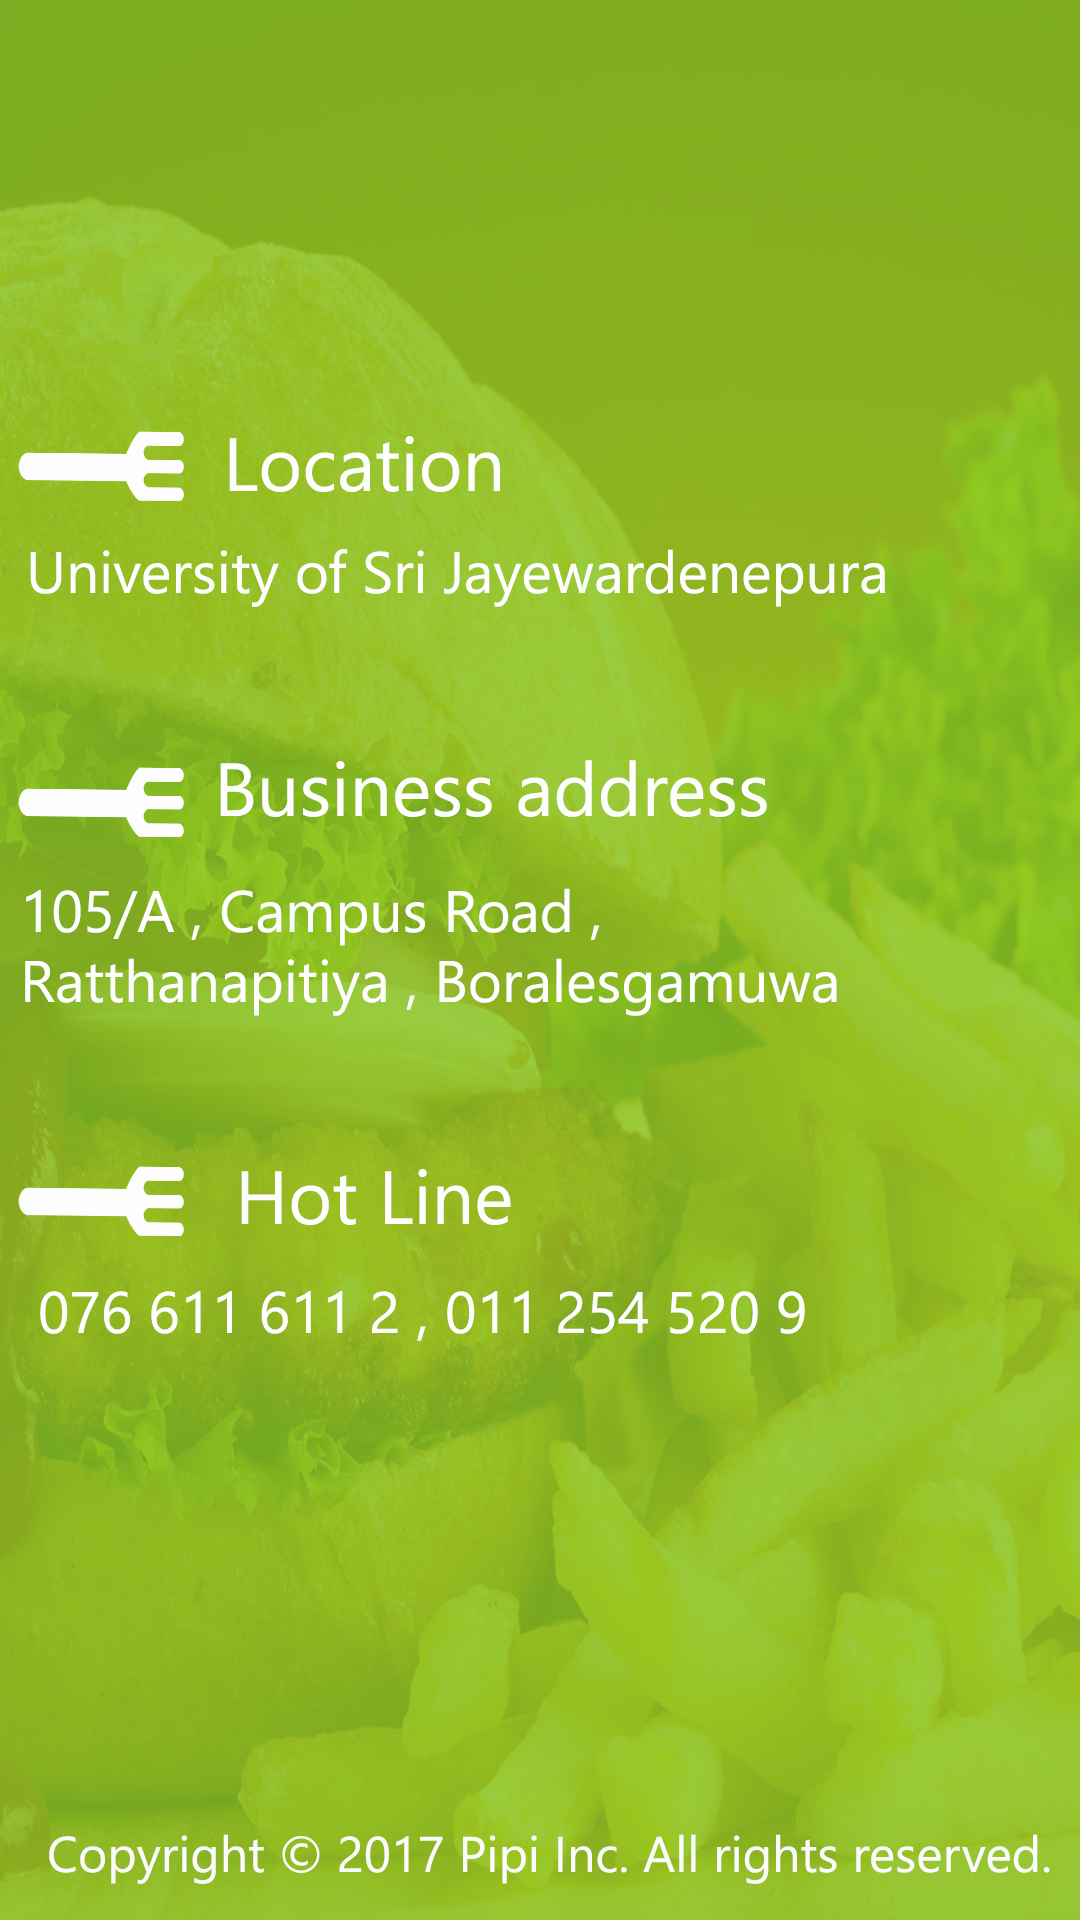 Location
University of Sri Jayewardenepura
Business address
105/A , Campus Road ,
Ratthanapitiya , Boralesgamuwa
Hot Line
076 611 611 2 , 011 254 520 9
Copyright © 2017 Pipi Inc. All rights reserved.